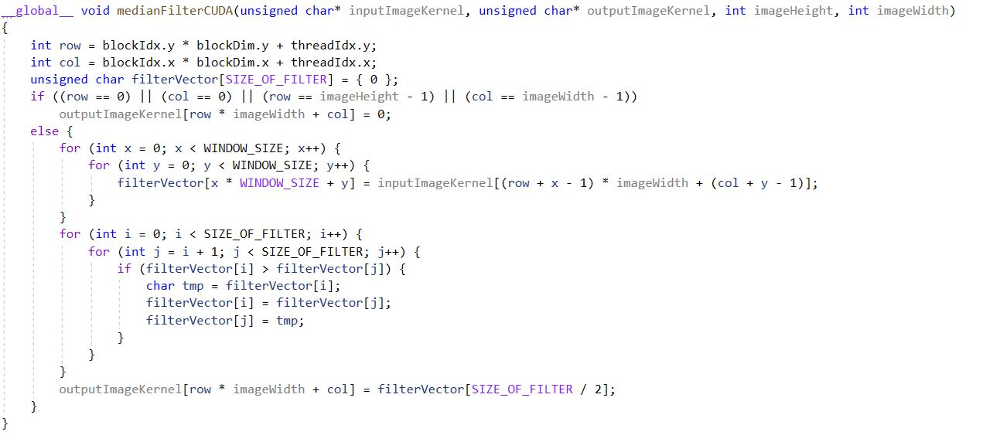 __global__ void medianFilterCUDA(unsigned char* inputImageKernel, unsigned char* outputImageKernel, int imageHeight, int imageWidth)
{
    int row = blockIdx.y * blockDim.y + threadIdx.y;
    int col = blockIdx.x * blockDim.x + threadIdx.x;
    unsigned char filterVector[SIZE_OF_FILTER] = { 0 };
    if ((row == 0) || (col == 0) || (row == imageHeight - 1) || (col == imageWidth - 1))
        outputImageKernel[row * imageWidth + col] = 0;
    else {
        for (int x = 0; x < WINDOW_SIZE; x++) {
            for (int y = 0; y < WINDOW_SIZE; y++) {
                filterVector[x * WINDOW_SIZE + y] = inputImageKernel[(row + x - 1) * imageWidth + (col + y - 1)];
            }
        }
        for (int i = 0; i < SIZE_OF_FILTER; i++) {
            for (int j = i + 1; j < SIZE_OF_FILTER; j++) {
                if (filterVector[i] > filterVector[j]) {
                    char tmp = filterVector[i];
                    filterVector[i] = filterVector[j];
                    filterVector[j] = tmp;
                }
            }
        }
        outputImageKernel[row * imageWidth + col] = filterVector[SIZE_OF_FILTER / 2];
    }
}